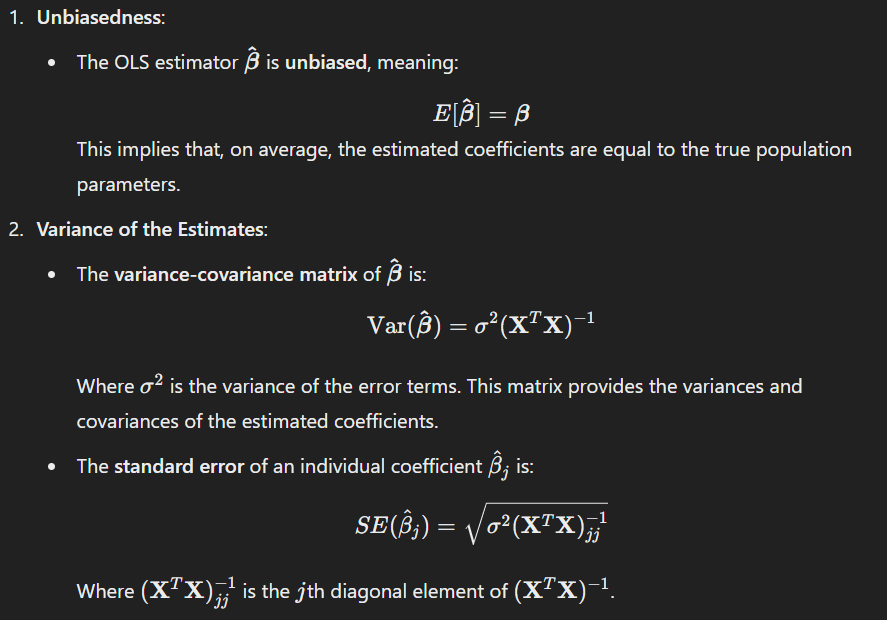 1. Unbiasedness:
• The OLS estimator $\hat{\boldsymbol{\beta}}$ is unbiased, meaning:
$E[\hat{\boldsymbol{\beta}}] = \boldsymbol{\beta}$
This implies that, on average, the estimated coefficients are equal to the true population
parameters.
2. Variance of the Estimates:
• The variance-covariance matrix of $\hat{\boldsymbol{\beta}}$ is:
$\text{Var}(\hat{\boldsymbol{\beta}}) = \sigma^2(\mathbf{X}^T\mathbf{X})^{-1}$
Where $\sigma^2$ is the variance of the error terms. This matrix provides the variances and
covariances of the estimated coefficients.
• The standard error of an individual coefficient $\hat{\beta}_j$ is:
$SE(\hat{\beta}_j) = \sqrt{\sigma^2(\mathbf{X}^T\mathbf{X})^{-1}_{jj}}$
Where $(\mathbf{X}^T\mathbf{X})^{-1}_{jj}$ is the $j$th diagonal element of $(\mathbf{X}^T\mathbf{X})^{-1}$.